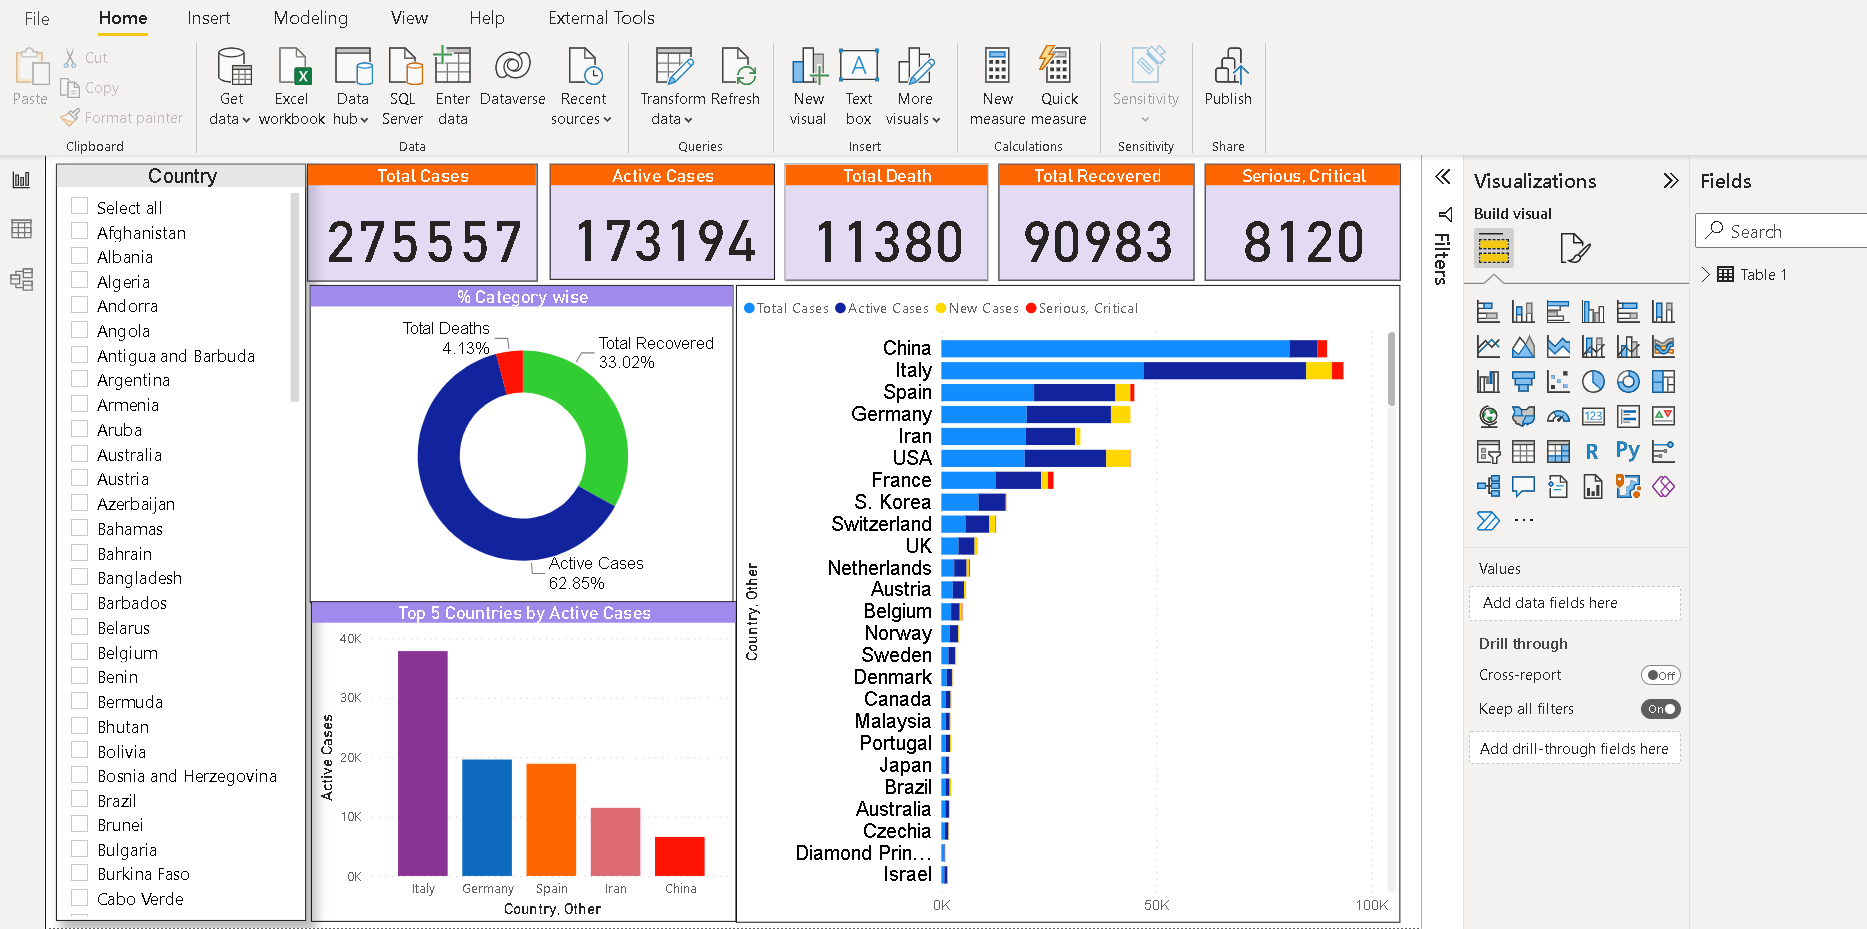 File Home Insert Modeling View Help External Tools
Paste
Cut
Copy
Format painter
Clipboard
Get data
Excel workbook
Data hub
SQL Server
Enter data
Dataverse
Recent sources
Data
Transform data
Refresh
Queries
New visual
Text box
More visuals
Insert
New measure
Quick measure
Calculations
Sensitivity
Sensitivity
Publish
Share
Country
Select all
Afghanistan
Albania
Algeria
Andorra
Angola
Antigua and Barbuda
Argentina
Armenia
Aruba
Australia
Austria
Azerbaijan
Bahamas
Bahrain
Bangladesh
Barbados
Belarus
Belgium
Benin
Bermuda
Bhutan
Bolivia
Bosnia and Herzegovina
Brazil
Brunei
Bulgaria
Burkina Faso
Cabo Verde
Total Cases
275557
Active Cases
173194
Total Death
11380
Total Recovered
90983
Serious, Critical
8120
% Category wise
Total Deaths
4.13%
Total Recovered
33.02%
Active Cases
62.85%
Top 5 Countries by Active Cases
Active Cases
40K
30K
20K
10K
0K
Italy Germany Spain Iran China
Country, Other
Total Cases Active Cases New Cases Serious, Critical
Country, Other
China
Italy
Spain
Germany
Iran
USA
France
S. Korea
Switzerland
UK
Netherlands
Austria
Belgium
Norway
Sweden
Denmark
Canada
Malaysia
Portugal
Japan
Brazil
Australia
Czechia
Diamond Prin...
Israel
0K 50K 100K
Filters
Visualizations
Build visual
123
R
Py
Values
Add data fields here
Drill through
Cross-report
Off
Keep all filters
On
Add drill-through fields here
Fields
Search
Table 1